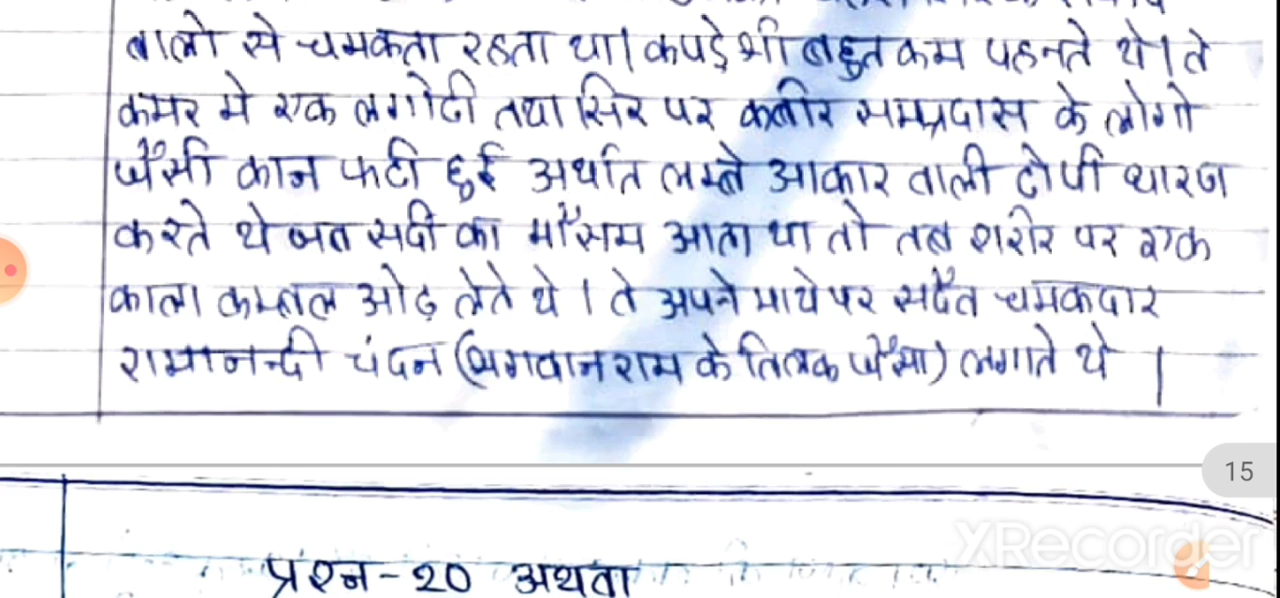 बालो से चमकता रहता था। कपड़े भी बहुत कम पहनते थे। वे
कमर मे एक लगोटी तथा सिर पर कबीर सम्प्रदास के लोगो
जैसी कान फटी हुई अर्थात लम्बे आकार वाली टोपी धारण
करते थे जब सर्दी का मौसम आता था तो तब शरीर पर एक
काला कम्बल ओढ़ लेते थे। वे अपने माथे पर सदैव चमकदार
रामानन्दी चंदन (भगवान राम के तिलक जैसा) लगाते थे।
15
XRecorder
प्रश्न-20 अथवा